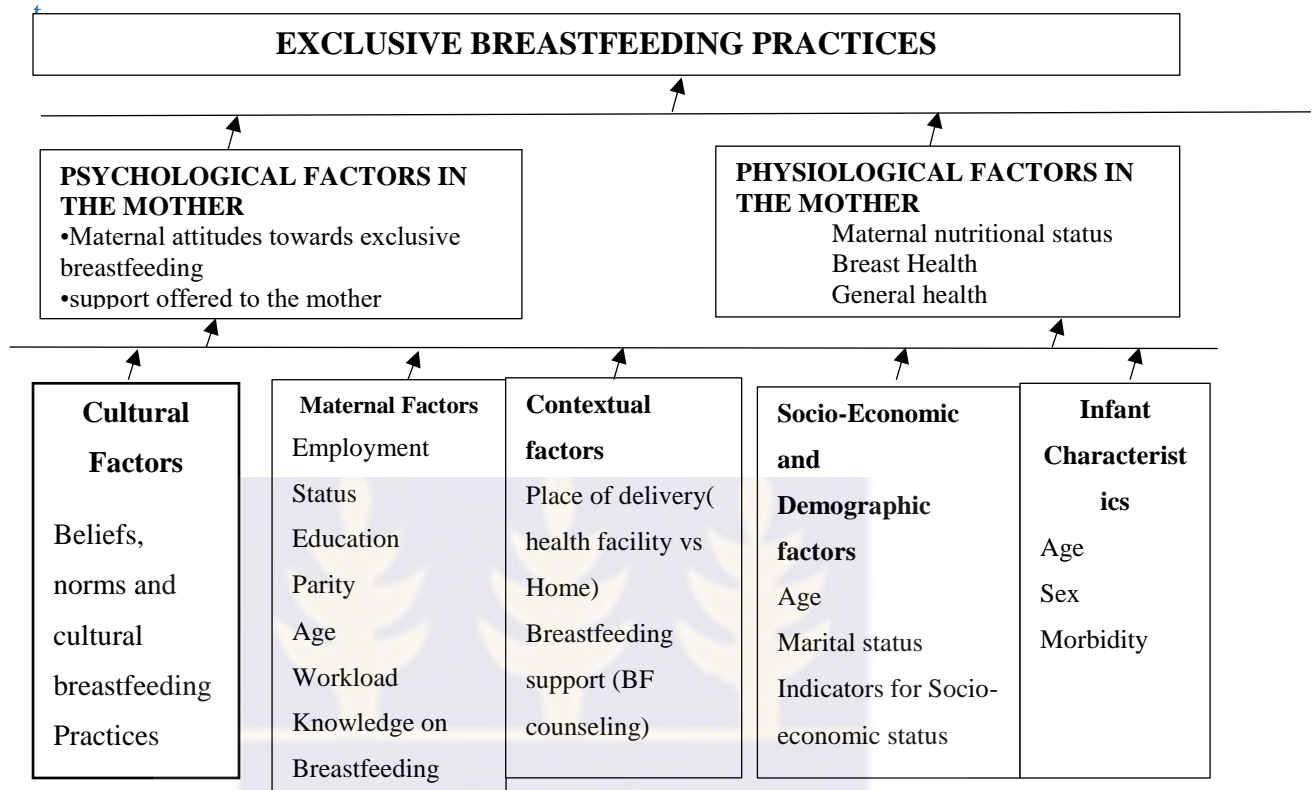 EXCLUSIVE BREASTFEEDING PRACTICES
PSYCHOLOGICAL FACTORS IN
THE MOTHER
•Maternal attitudes towards exclusive
breastfeeding
•support offered to the mother
PHYSIOLOGICAL FACTORS IN
THE MOTHER
Maternal nutritional status
Breast Health
General health
Cultural
Factors
Beliefs,
norms and
cultural
breastfeeding
Practices
Maternal Factors
Employment
Status
Education
Parity
Age
Workload
Knowledge on
Breastfeeding
Contextual
factors
Place of delivery(
health facility vs
Home)
Breastfeeding
support (BF
counseling)
Socio-Economic
and
Demographic
factors
Age
Marital status
Indicators for Socio-
economic status
Infant
Characterist
ics
Age
Sex
Morbidity